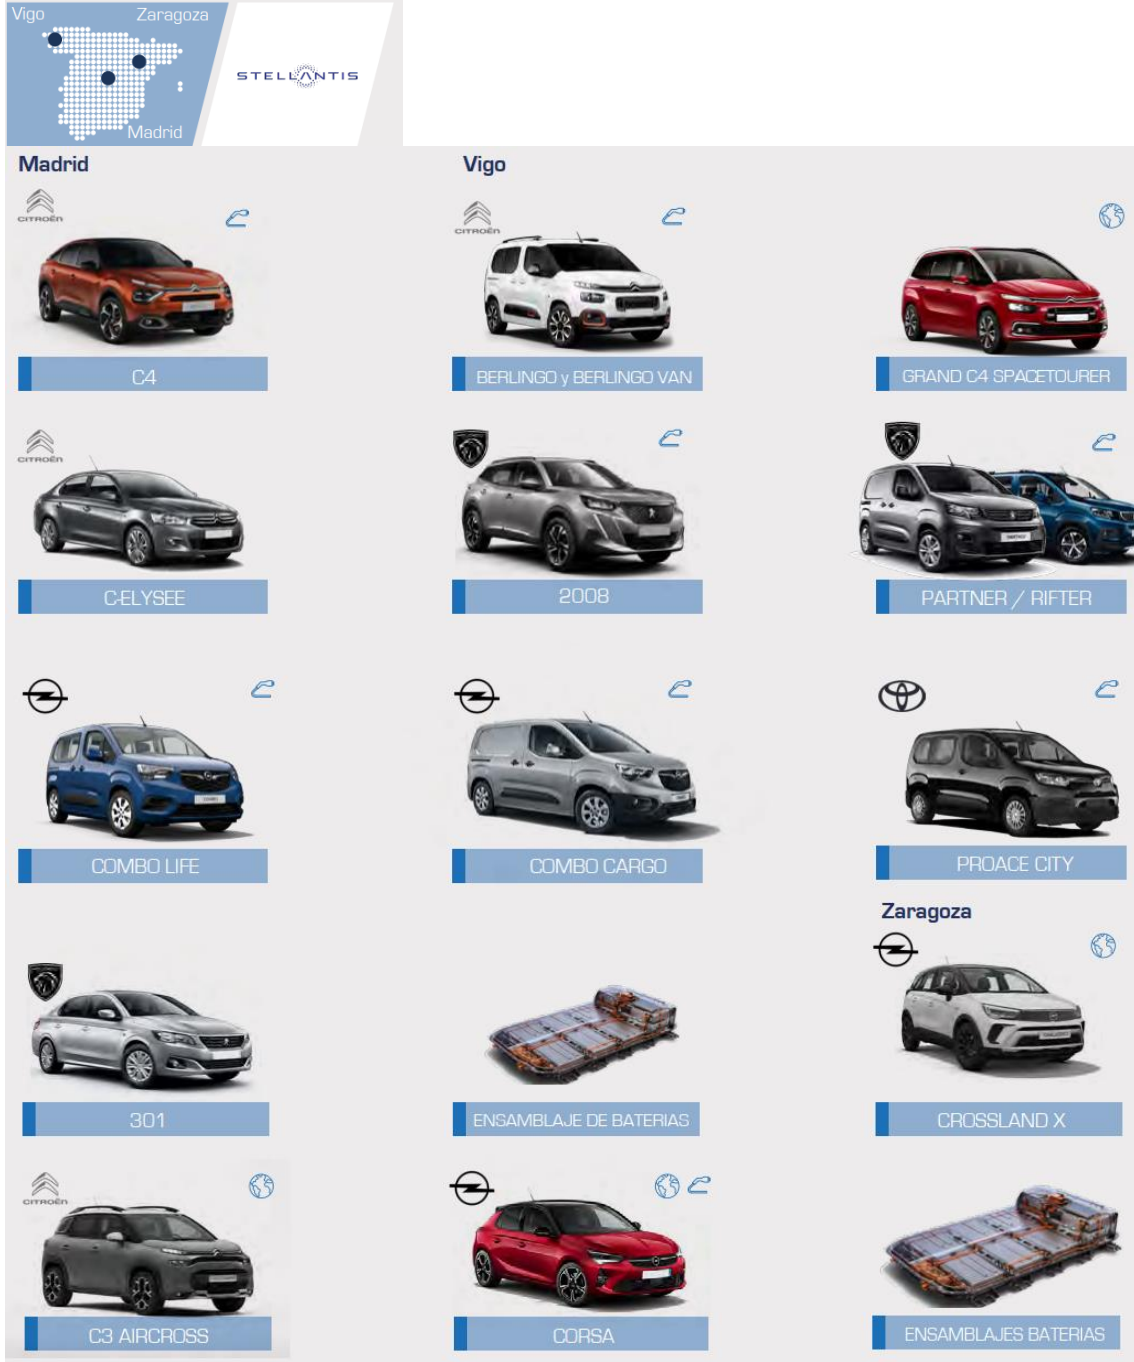 Vigo
Zaragoza
Madrid
STELLANTIS
Madrid
Vigo
CITROËN
C4
CITROËN
BERLINGO y BERLINGO VAN
GRAND C4 SPACETOURER
CITROËN
C-ELYSEE
2008
PARTNER / RIFTER
COMBO LIFE
COMBO CARGO
PROACE CITY
Zaragoza
301
ENSAMBLAJE DE BATERIAS
CROSSLAND X
CITROËN
C3 AIRCROSS
CORSA
ENSAMBLAJES BATERIAS